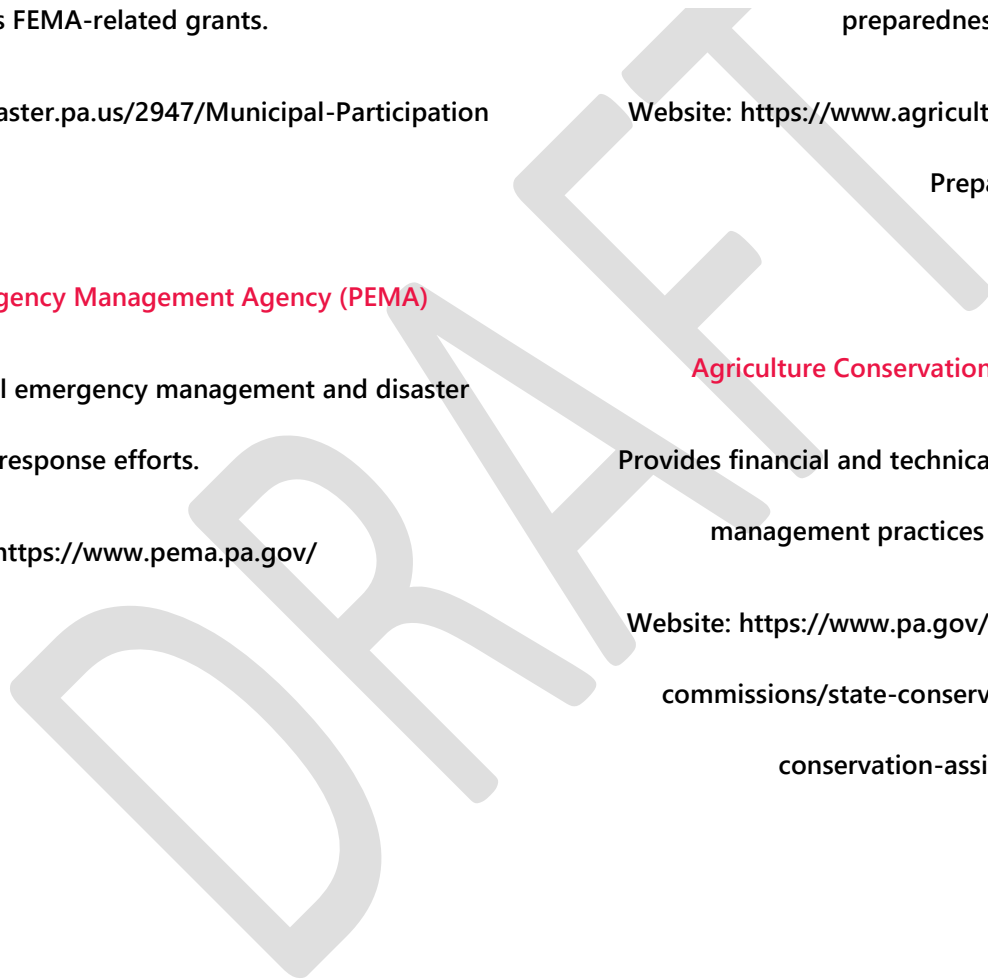 s FEMA-related grants.
aster.pa.us/2947/Municipal-Participation
gency Management Agency (PEMA)
l emergency management and disaster
response efforts.
https://www.pema.pa.gov/
preparednes
Website: https://www.agricult
Prepa
Agriculture Conservation
Provides financial and technica
management practices
Website: https://www.pa.gov/
commissions/state-conserv
conservation-assi
DRAFT